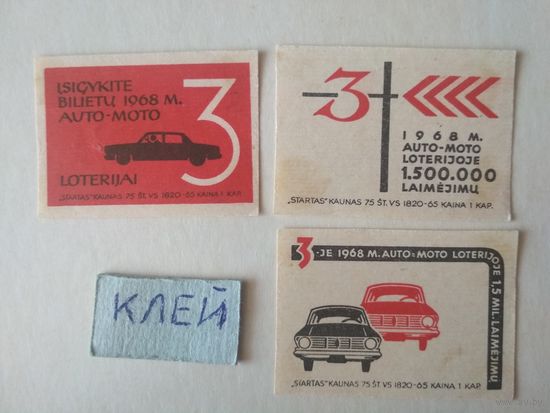 ĮSIGYKITE
BILIETŲ 1968 M.
AUTO-MOTO
3
LOTERIJAI
„STARTAS" KAUNAS 75 ŠT. VS 1820-65 KAINA 1 KAP.
3
1968 M.
AUTO-MOTO
LOTERIJOJE
1.500.000
LAIMĖJIMŲ
„STARTAS" KAUNAS 75 ŠT. VS 1820-65 KAINA 1 KAP.
3-JE 1968 M. AUTO-MOTO LOTERIJOJE 1,5 MIL. LAIMĖJIMŲ
„STARTAS" KAUNAS 75 ŠT. VS 1820-65 KAINA 1 KAP.
КЛЕЙ